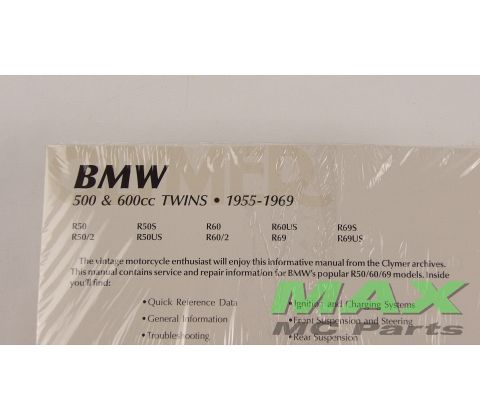 BMW
500 & 600cc TWINS • 1955-1969
R50 R50S R60 R60US R69S
R50/2 R50US R60/2 R69 R69US
The vintage motorcycle enthusiast will enjoy this informative manual from the Clymer archives.
This manual contains service and repair information for BMW's popular R50/60/69 models. Inside
you'll find:
• Quick Reference Data
• General Information
• Troubleshooting
• Ignition and Charging Systems
• Front Suspension and Steering
• Rear Suspension
MAX
MC Parts